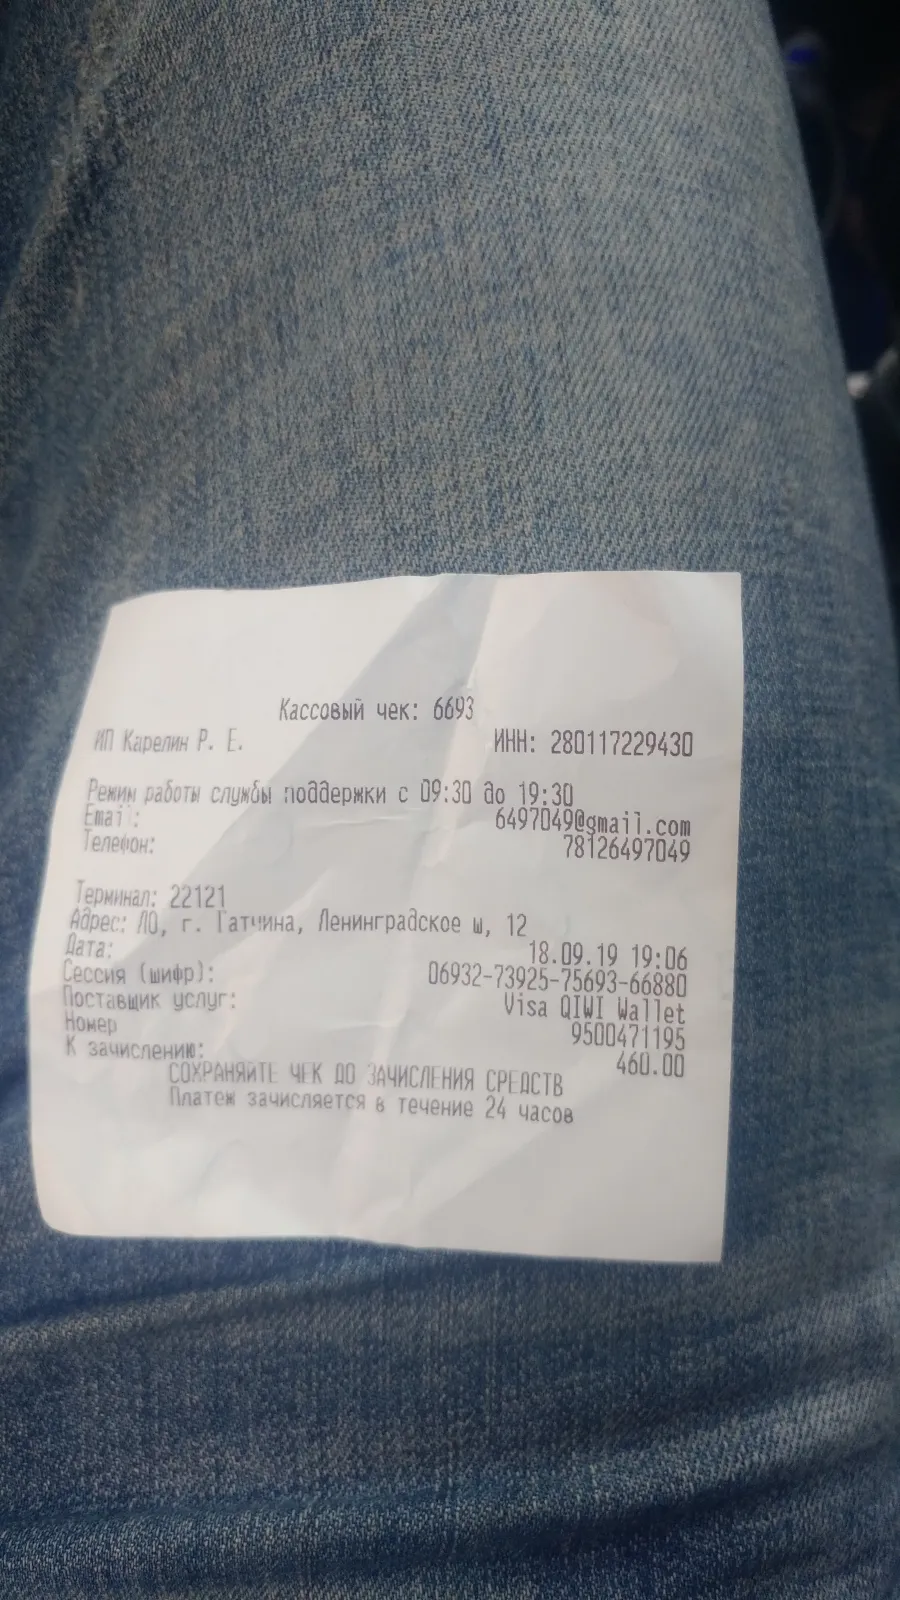 Кассовый чек: 6693
ИП Карелин Р. Е. ИНН: 280117229430
Режим работы службы поддержки с 09:30 до 19:30
Email: 6497049@gmail.com
Телефон: 78126497049
Терминал: 22121
Адрес: ЛО, г. Гатчина, Ленинградское ш, 12
Дата: 18.09.19 19:06
Сессия (шифр): 06932-73925-75693-66880
Поставщик услуг: Visa QIWI Wallet
Номер 9500471195
К зачислению: 460.00
СОХРАНЯЙТЕ ЧЕК ДО ЗАЧИСЛЕНИЯ СРЕДСТВ
Платеж зачисляется в течение 24 часов